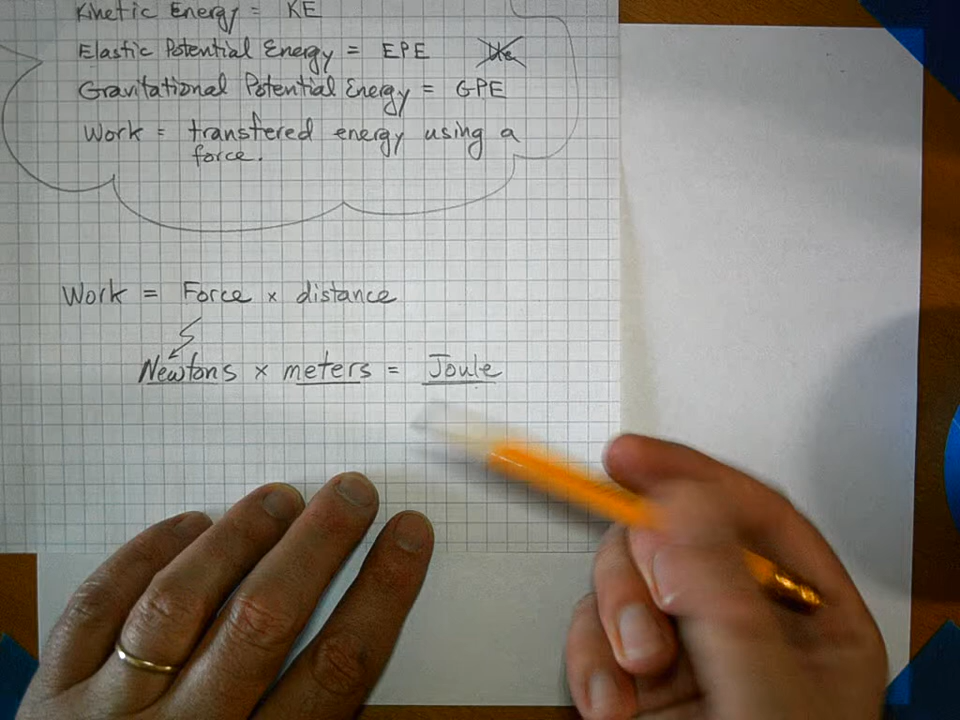 Kinetic Energy = KE
Elastic Potential Energy = EPE
Gravitational Potential Energy = GPE
Work = transfered energy using a
force.
Work = Force x distance
Newtons x meters = Joule